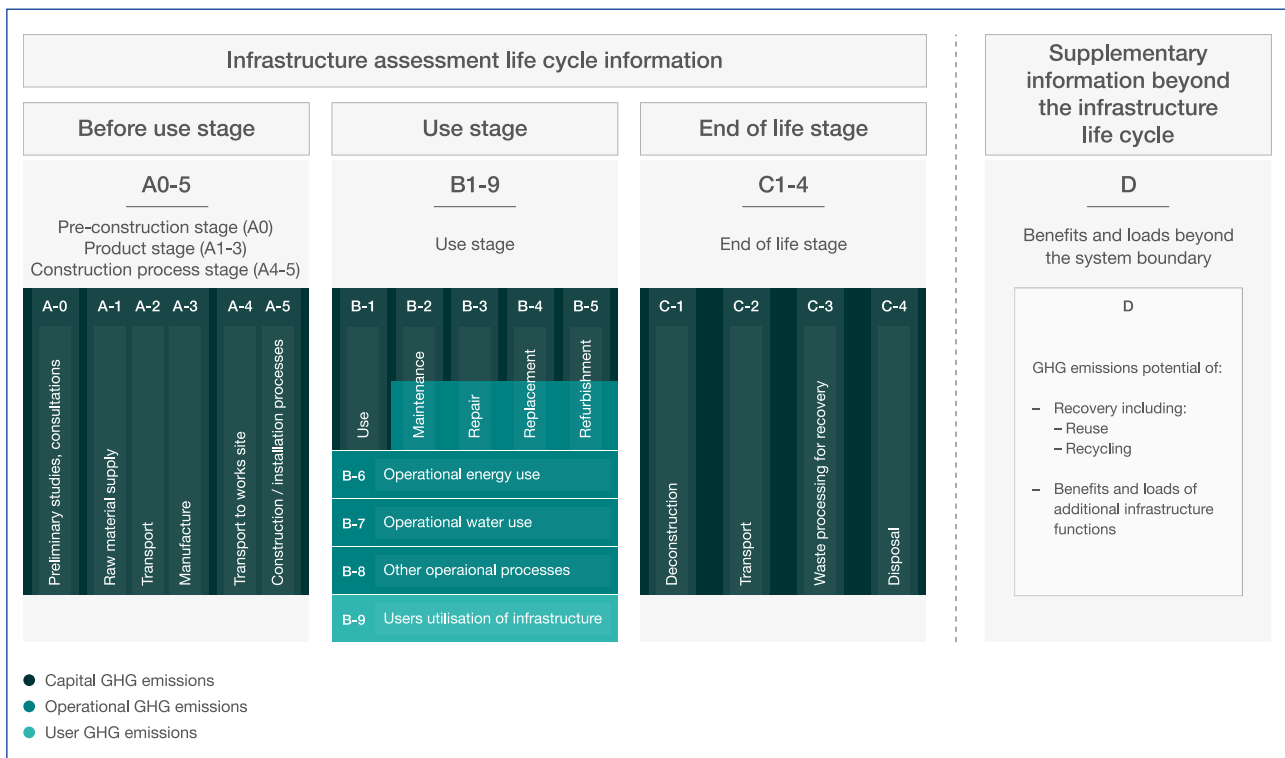 Infrastructure assessment life cycle information
Supplementary
information beyond
the infrastructure
life cycle
Before use stage
Use stage
End of life stage
A0-5
Pre-construction stage (A0)
Product stage (A1-3)
Construction process stage (A4-5)
B1-9
Use stage
C1-4
End of life stage
D
Benefits and loads beyond
the system boundary
A-0
A-1
A-2
A-3
A-4
A-5
Preliminary studies, consultations
Raw material supply
Transport
Manufacture
Transport to works site
Construction / installation processes
B-1
B-2
B-3
B-4
B-5
Use
Maintenance
Repair
Replacement
Refurbishment
B-6 Operational energy use
B-7 Operational water use
B-8 Other operaional processes
B-9 Users utilisation of infrastructure
C-1
C-2
C-3
C-4
Deconstruction
Transport
Waste processing for recovery
Disposal
D
GHG emissions potential of:
– Recovery including:
– Reuse
– Recycling
– Benefits and loads of
additional infrastructure
functions
Capital GHG emissions
Operational GHG emissions
User GHG emissions